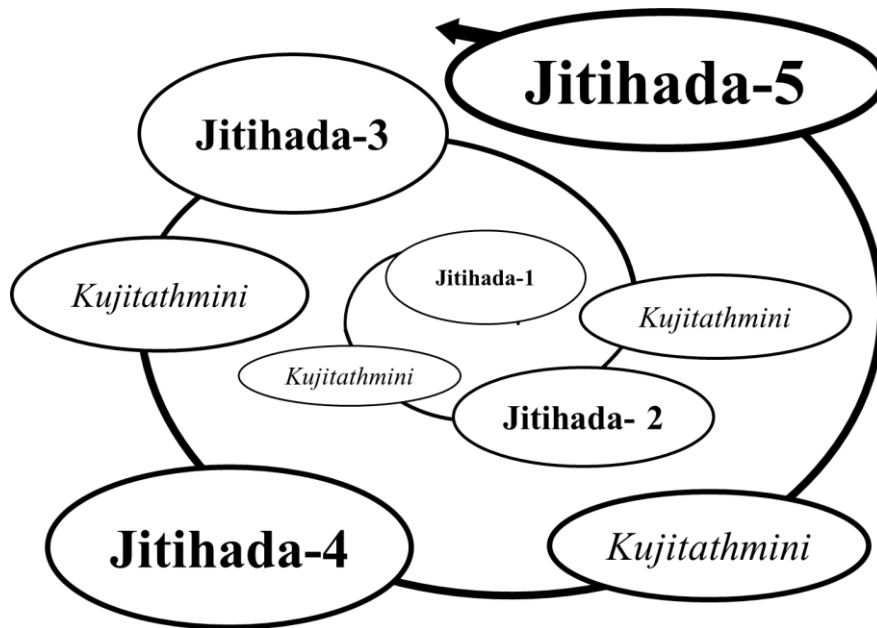 Jitihada-5
Jitihada-3
Jitihada-1
Kujitathmini
Kujitathmini
Kujitathmini
Jitihada- 2
Jitihada-4
Kujitathmini